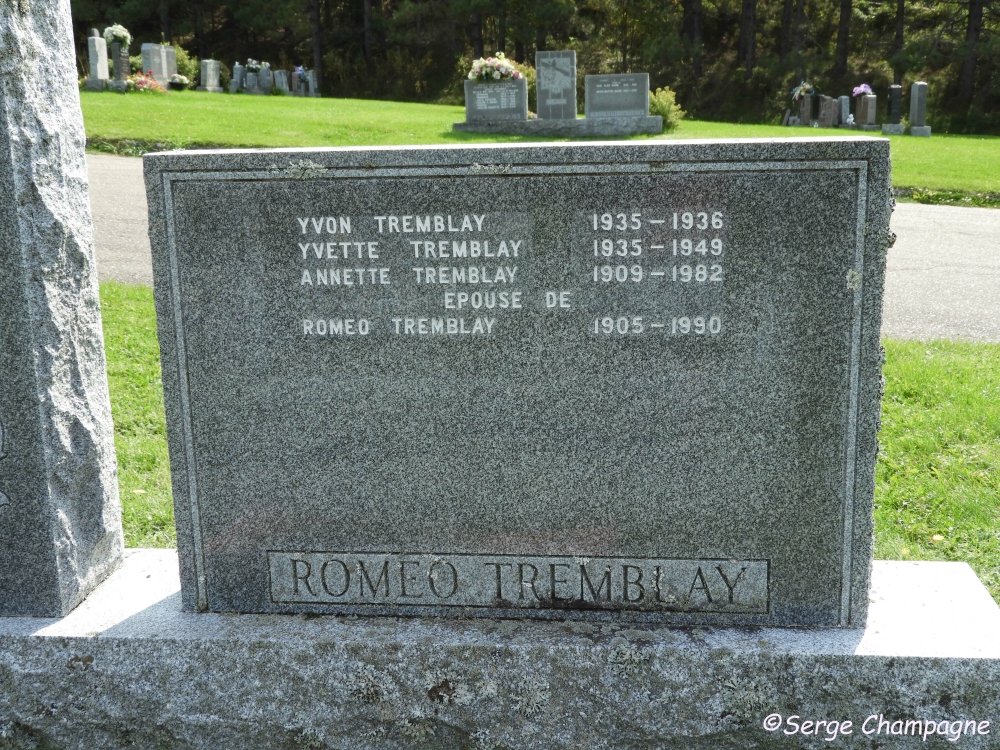 YVON TREMBLAY 1935-1936
YVETTE TREMBLAY 1935-1949
ANNETTE TREMBLAY 1909-1982
EPOUSE DE
ROMEO TREMBLAY 1905-1990
ROMEO TREMBLAY
©Serge Champagne